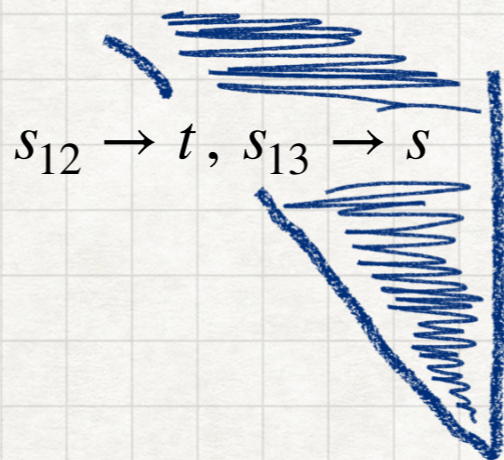 s₁₂ → t, s₁₃ → s